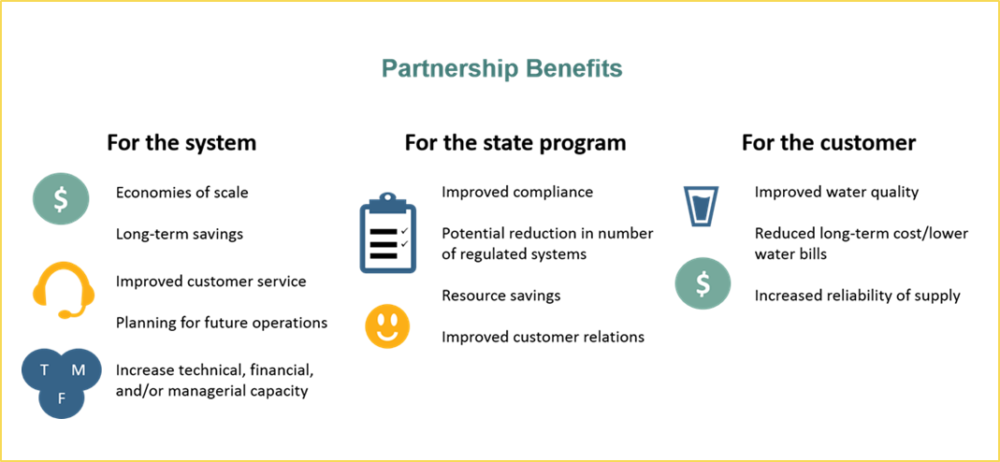 Partnership Benefits
For the system
$
Economies of scale
Long-term savings
Improved customer service
Planning for future operations
T M
F
Increase technical, financial,
and/or managerial capacity
For the state program
Improved compliance
Potential reduction in number
of regulated systems
Resource savings
Improved customer relations
For the customer
Improved water quality
Reduced long-term cost/lower
water bills
$
Increased reliability of supply